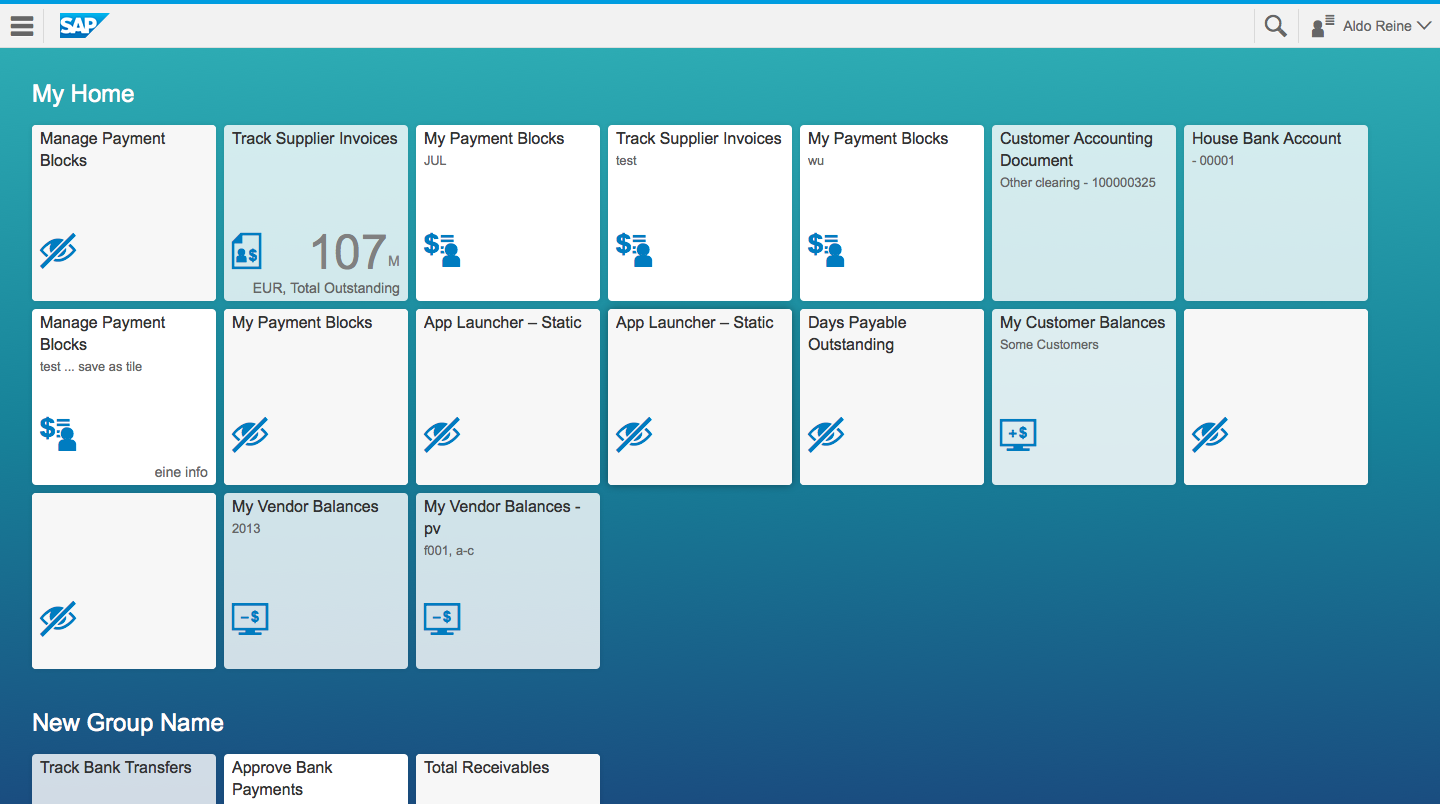 SAP
Aldo Reine
My Home
Manage Payment
Blocks
Track Supplier Invoices
107 M
EUR, Total Outstanding
My Payment Blocks
JUL
Track Supplier Invoices
test
My Payment Blocks
wu
Customer Accounting
Document
Other clearing - 100000325
House Bank Account
- 00001
Manage Payment
Blocks
test ... save as tile
eine info
My Payment Blocks
App Launcher – Static
App Launcher – Static
Days Payable
Outstanding
My Customer Balances
Some Customers
+$
My Vendor Balances
2013
–$
My Vendor Balances -
pv
f001, a-c
–$
New Group Name
Track Bank Transfers
Approve Bank
Payments
Total Receivables